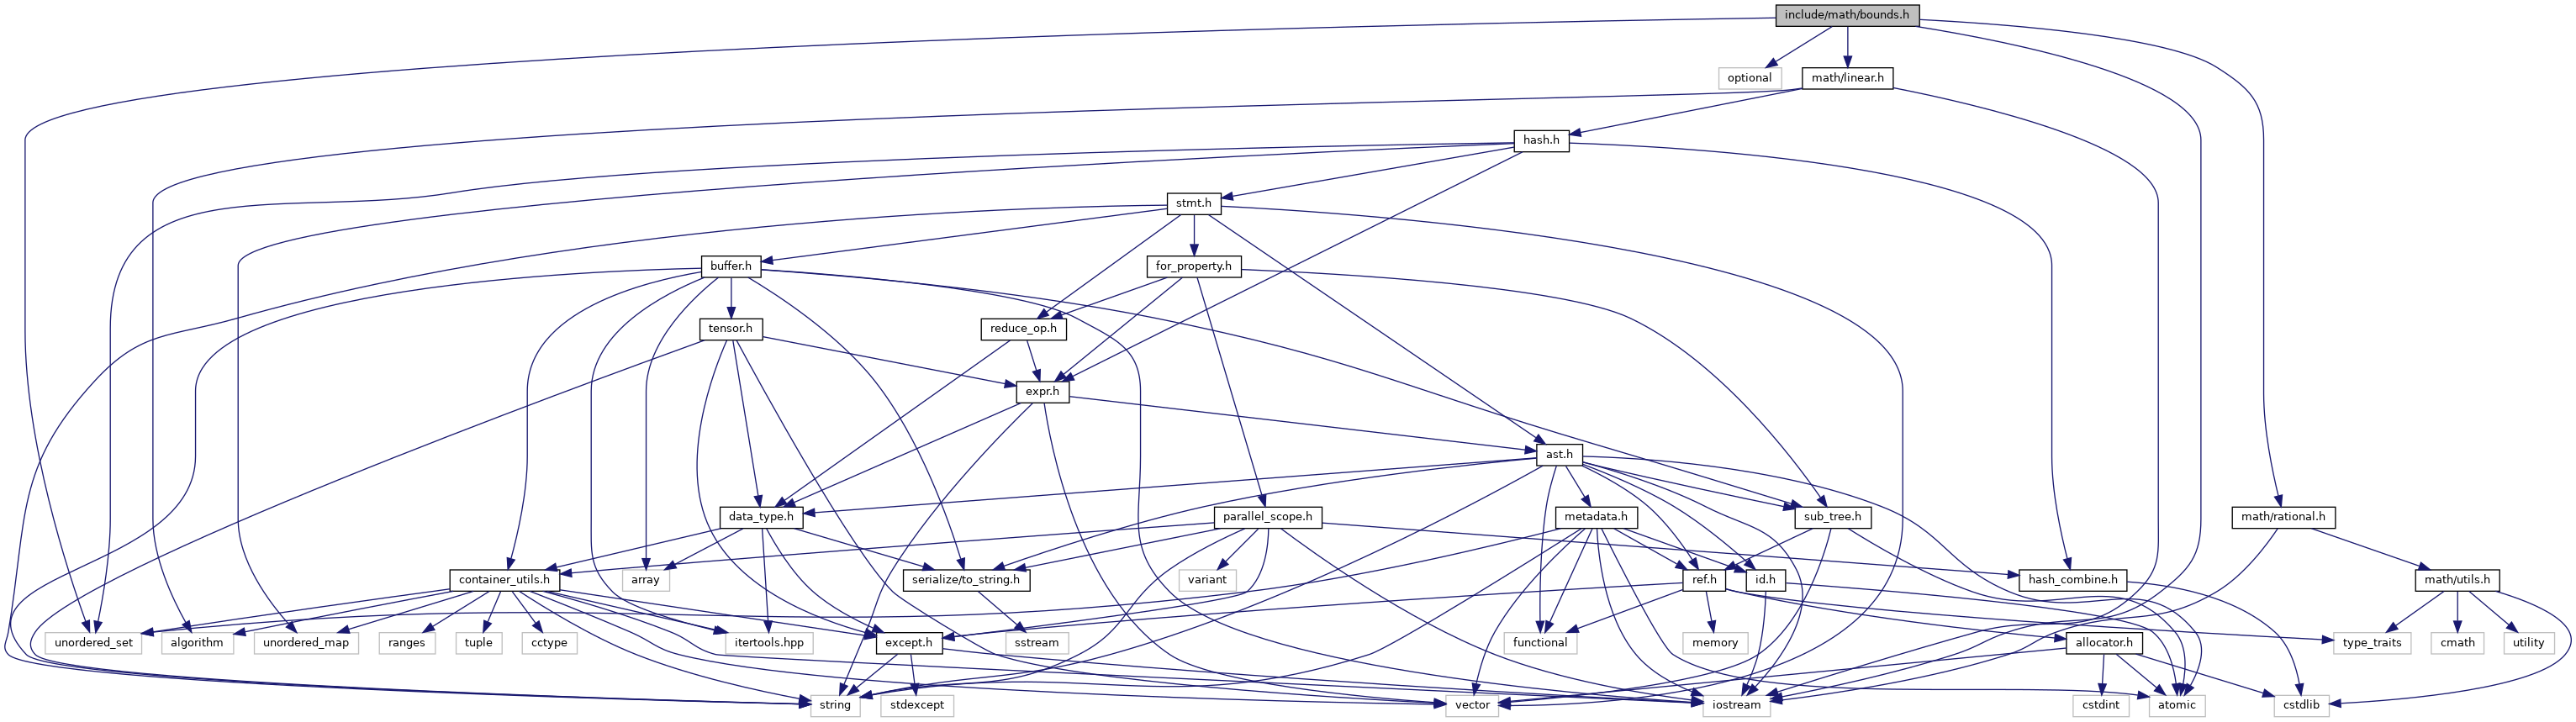 include/math/bounds.h
optional
math/linear.h
hash.h
stmt.h
buffer.h
for_property.h
tensor.h
reduce_op.h
expr.h
ast.h
data_type.h
parallel_scope.h
metadata.h
sub_tree.h
math/rational.h
container_utils.h
array
serialize/to_string.h
variant
ref.h
id.h
hash_combine.h
math/utils.h
unordered_set
algorithm
unordered_map
ranges
tuple
cctype
itertools.hpp
except.h
sstream
functional
memory
allocator.h
type_traits
cmath
utility
string
stdexcept
vector
iostream
cstdint
atomic
cstdlib